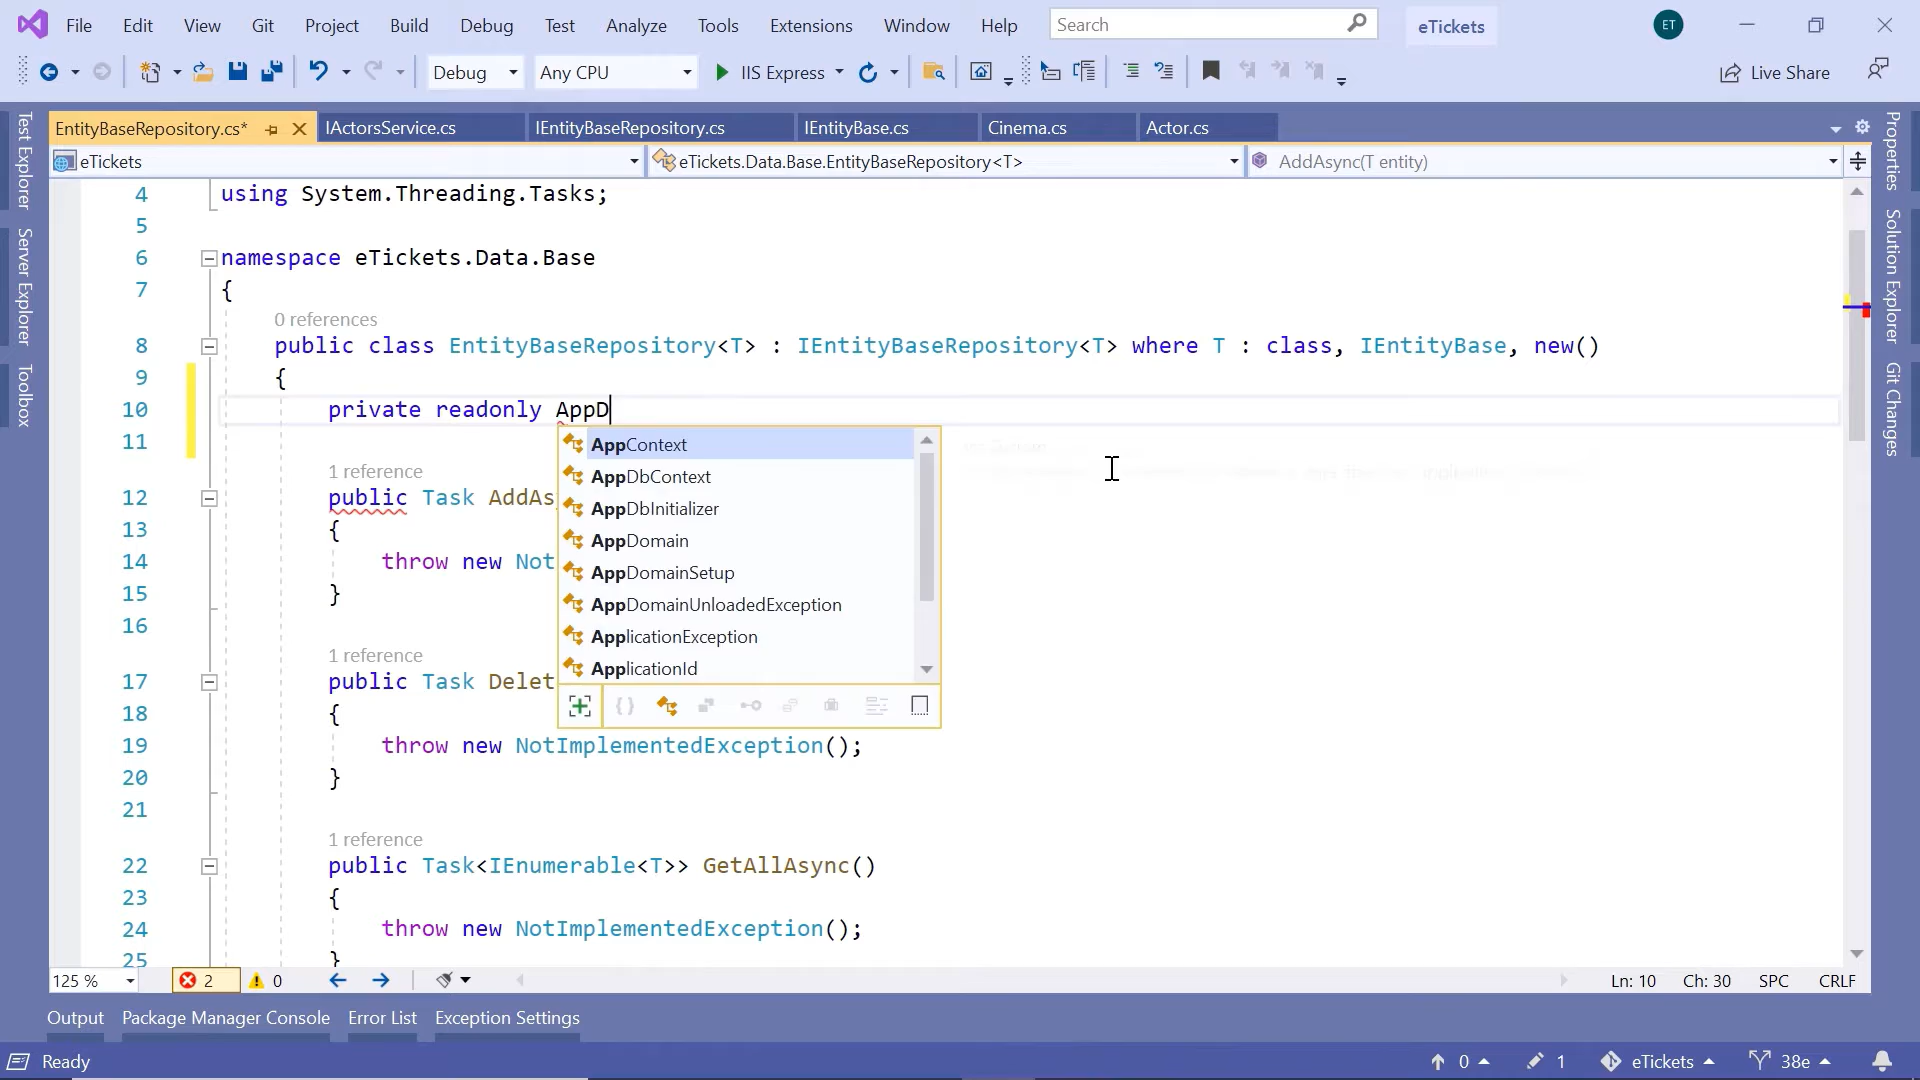 File Edit View Git Project Build Debug Test Analyze Tools Extensions Window Help Search eTickets ET
Debug Any CPU IIS Express Live Share
EntityBaseRepository.cs* IActorsService.cs IEntityBaseRepository.cs IEntityBase.cs Cinema.cs Actor.cs
eTickets eTickets.Data.Base.EntityBaseRepository<T> AddAsync(T entity)
Test Explorer
Server Explorer
Toolbox
4 using System.Threading.Tasks;
5
6 namespace eTickets.Data.Base
7 {
0 references
8 public class EntityBaseRepository<T> : IEntityBaseRepository<T> where T : class, IEntityBase, new()
9 {
10 private readonly AppD
11
AppContext
AppDbContext
AppDbInitializer
AppDomain
AppDomainSetup
AppDomainUnloadedException
ApplicationException
ApplicationId
1 reference
12 public Task AddAs
13 {
14 throw new Not
15 }
16
1 reference
17 public Task Delet
18 {
19 throw new NotImplementedException();
20 }
21
1 reference
22 public Task<IEnumerable<T>> GetAllAsync()
23 {
24 throw new NotImplementedException();
25 }
Properties
Solution Explorer
Git Changes
125 % 2 0 Ln: 10 Ch: 30 SPC CRLF
Output Package Manager Console Error List Exception Settings
Ready 0 1 eTickets 38e